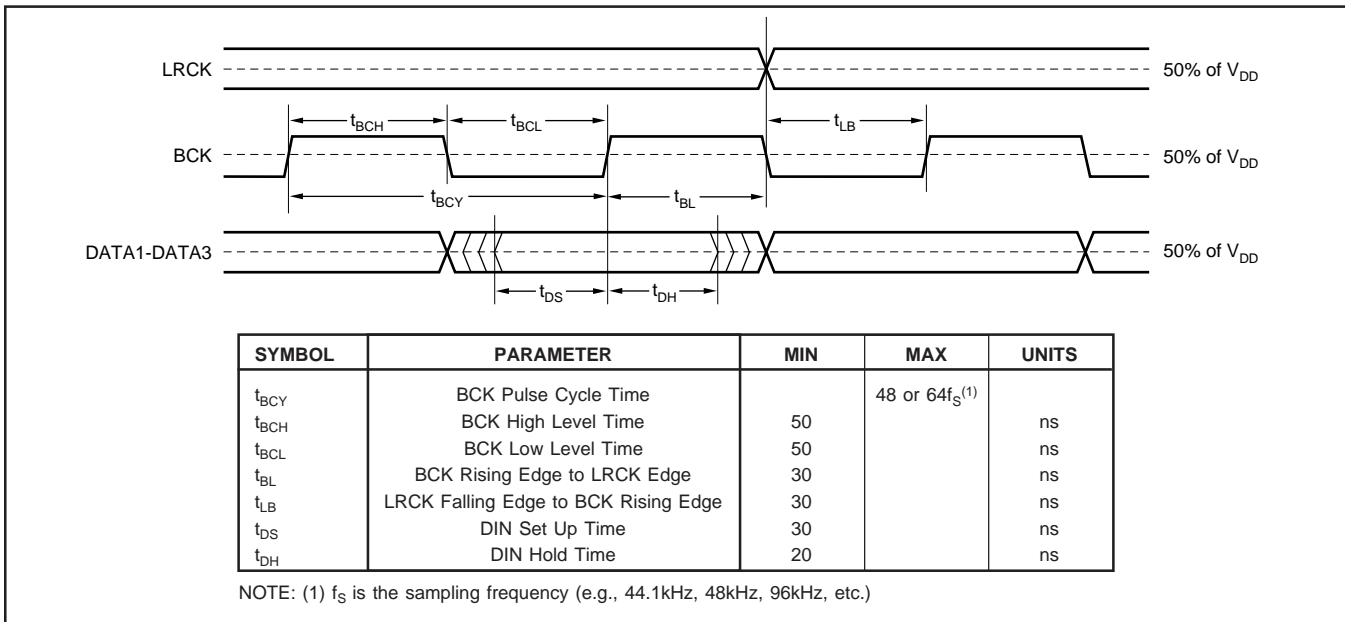 LRCK
50% of VDD
tBCH
tBCL
tLB
BCK
50% of VDD
tBCY
tBL
DATA1-DATA3
50% of VDD
tDS
tDH
SYMBOL PARAMETER MIN MAX UNITS
tBCY BCK Pulse Cycle Time 48 or 64fS(1)
tBCH BCK High Level Time 50 ns
tBCL BCK Low Level Time 50 ns
tBL BCK Rising Edge to LRCK Edge 30 ns
tLB LRCK Falling Edge to BCK Rising Edge 30 ns
tDS DIN Set Up Time 30 ns
tDH DIN Hold Time 20 ns
NOTE: (1) fS is the sampling frequency (e.g., 44.1kHz, 48kHz, 96kHz, etc.)